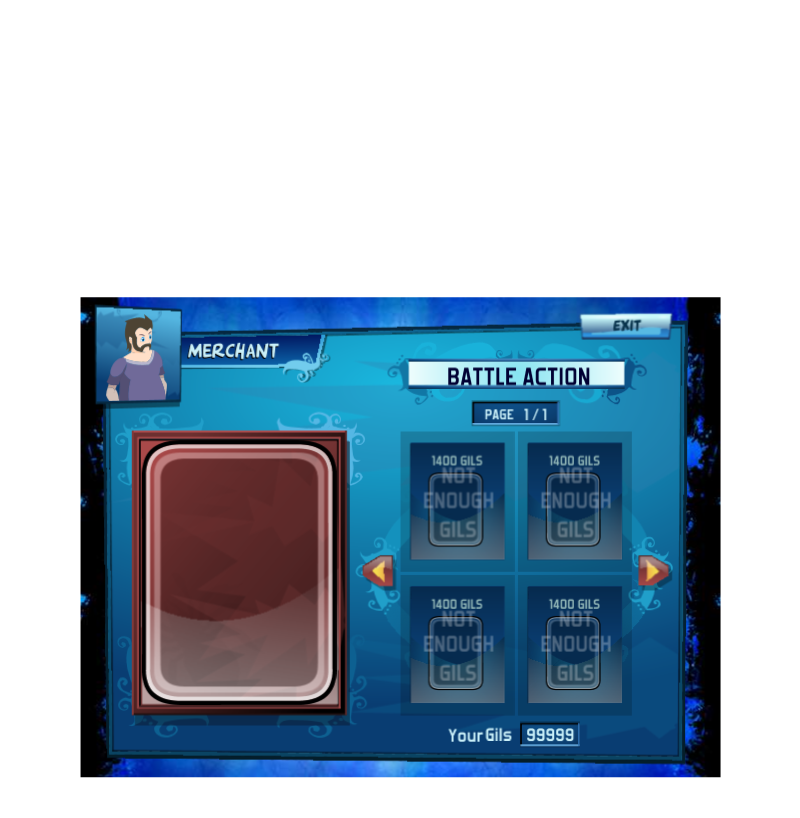 EXIT
MERCHANT
BATTLE ACTION
PAGE 1/1
1400 GILS
NOT
ENOUGH
GILS
1400 GILS
NOT
ENOUGH
GILS
1400 GILS
NOT
ENOUGH
GILS
1400 GILS
NOT
ENOUGH
GILS
Your Gils 99999